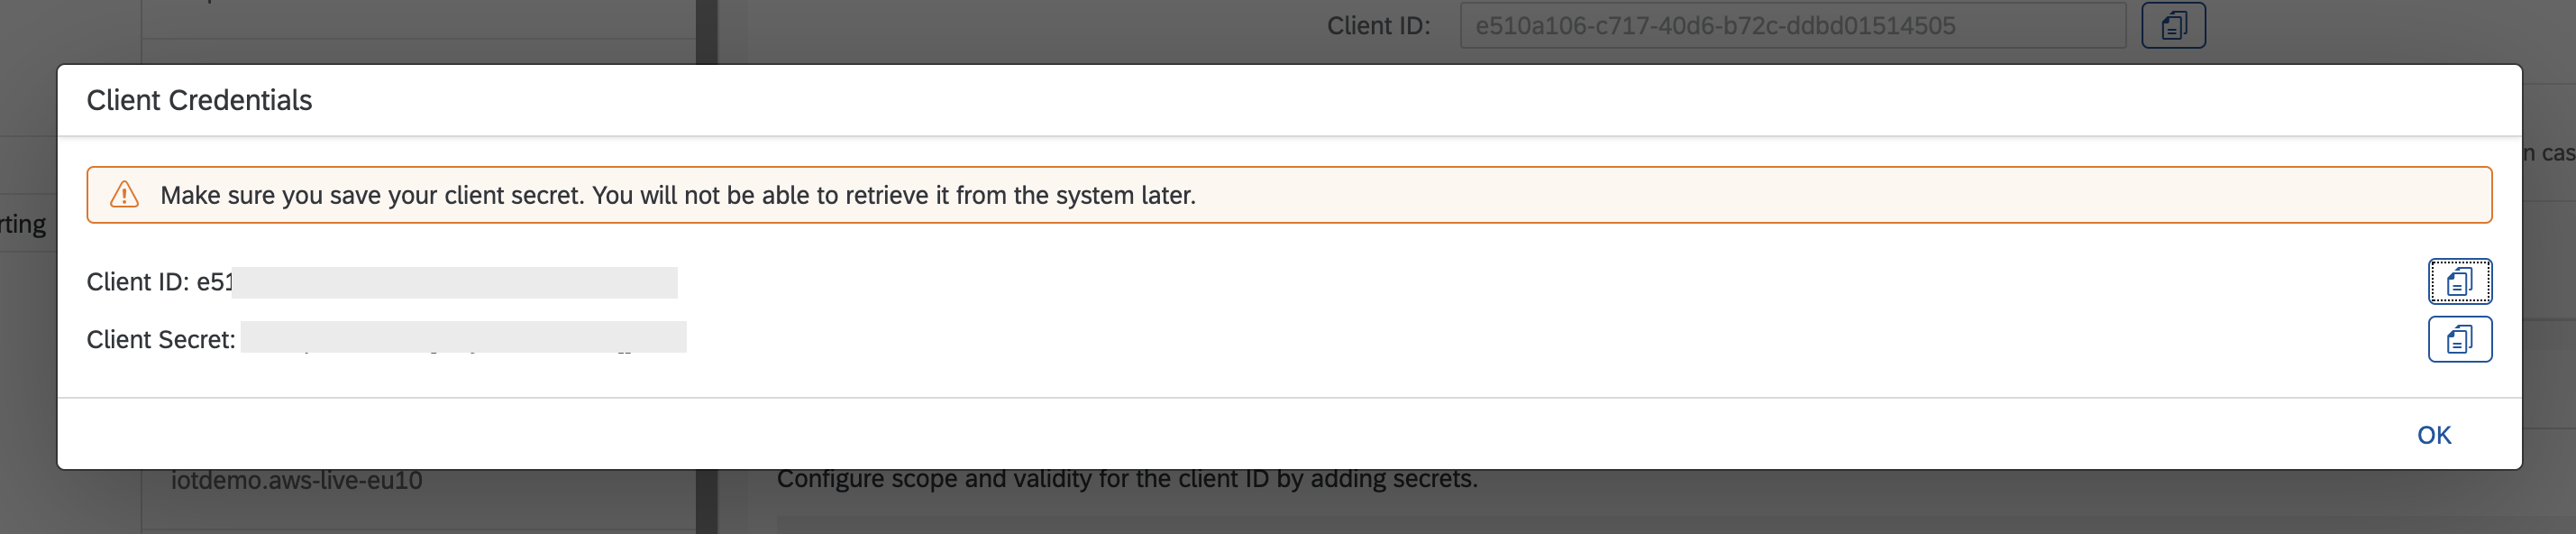 Client ID: e510a106-c717-40d6-b72c-ddbd01514505
Client Credentials
n cas
Make sure you save your client secret. You will not be able to retrieve it from the system later.
rting
Client ID: e51
Client Secret:
OK
iotdemo.aws-live-eu10
Configure scope and validity for the client ID by adding secrets.